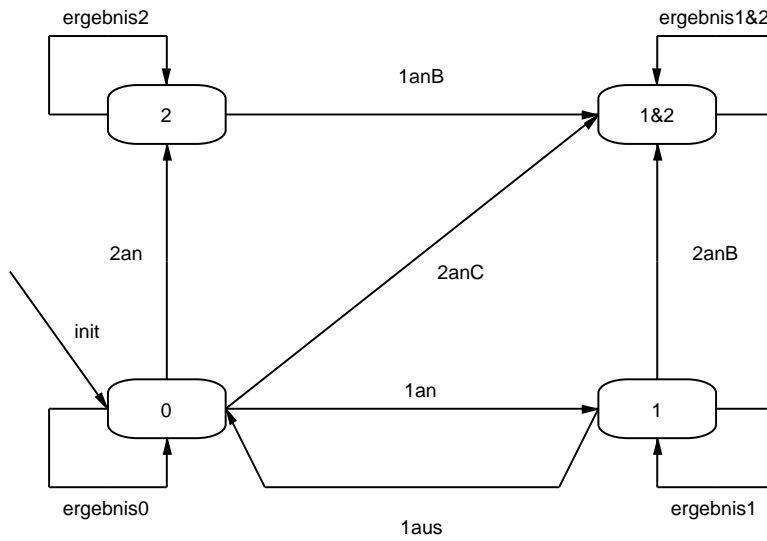 ergebnis2
ergebnis1&2
1anB
2
1&2
2an
2anC
2anB
init
1an
0
1
ergebnis0
ergebnis1
1aus